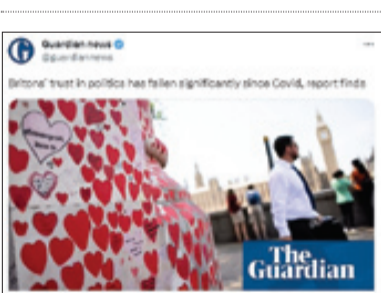 Guardian news
@guardiannews
Britons' trust in politics has fallen significantly since Covid, report finds
The
Guardian